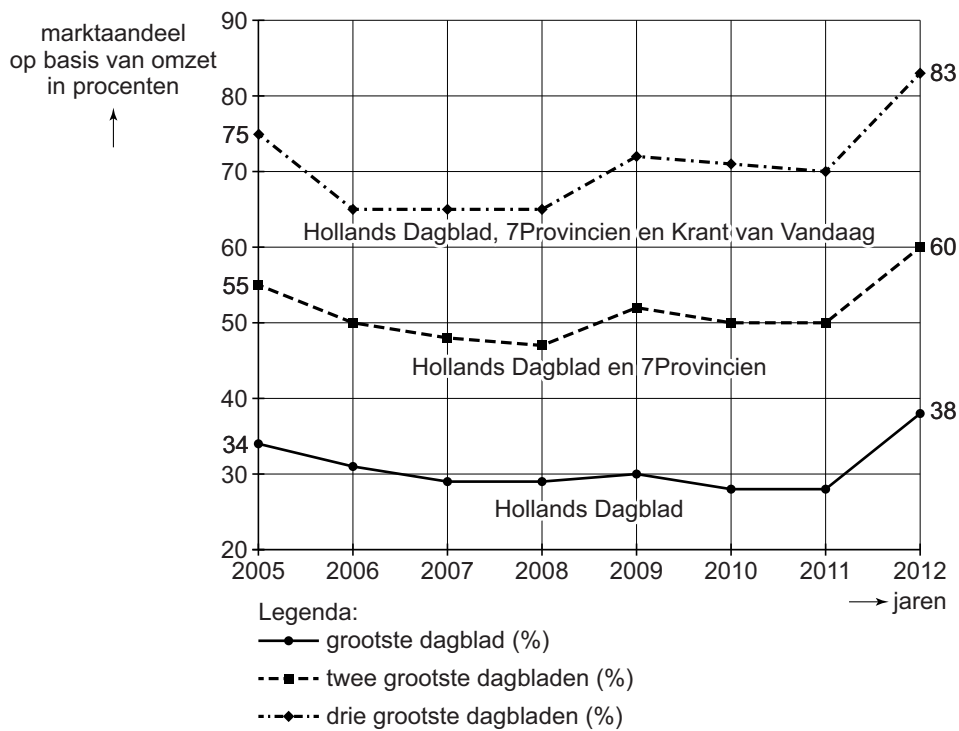 marktaandeel
op basis van omzet
in procenten
90
80
75
70
60
55
50
40
34
30
20
83
60
38
Hollands Dagblad, 7Provincien en Krant van Vandaag
Hollands Dagblad en 7Provincien
Hollands Dagblad
2005 2006 2007 2008 2009 2010 2011 2012
jaren
Legenda:
grootste dagblad (%)
twee grootste dagbladen (%)
drie grootste dagbladen (%)